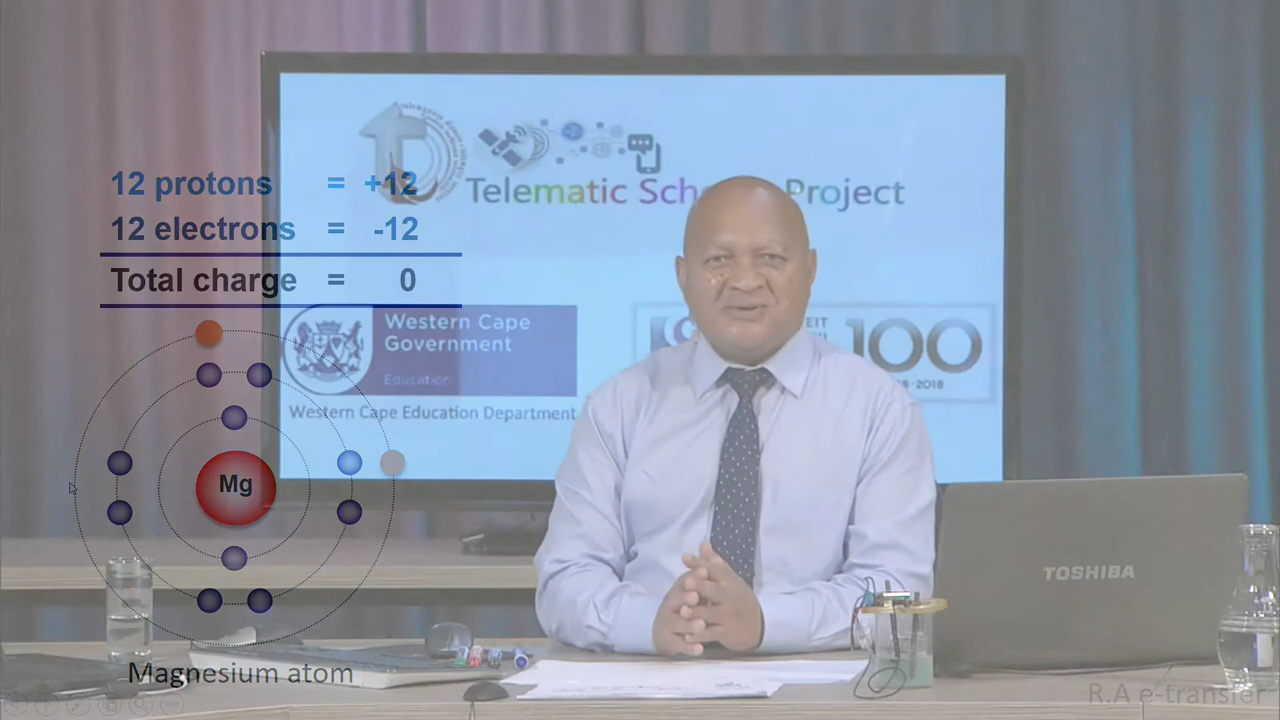 Telematic Project
12 protons = +12
12 electrons = -12
Total charge = 0
Western Cape
Government
Education
100
2018
Western Cape Education Department
Mg
TOSHIBA
Magnesium atom
R.A e-transfer